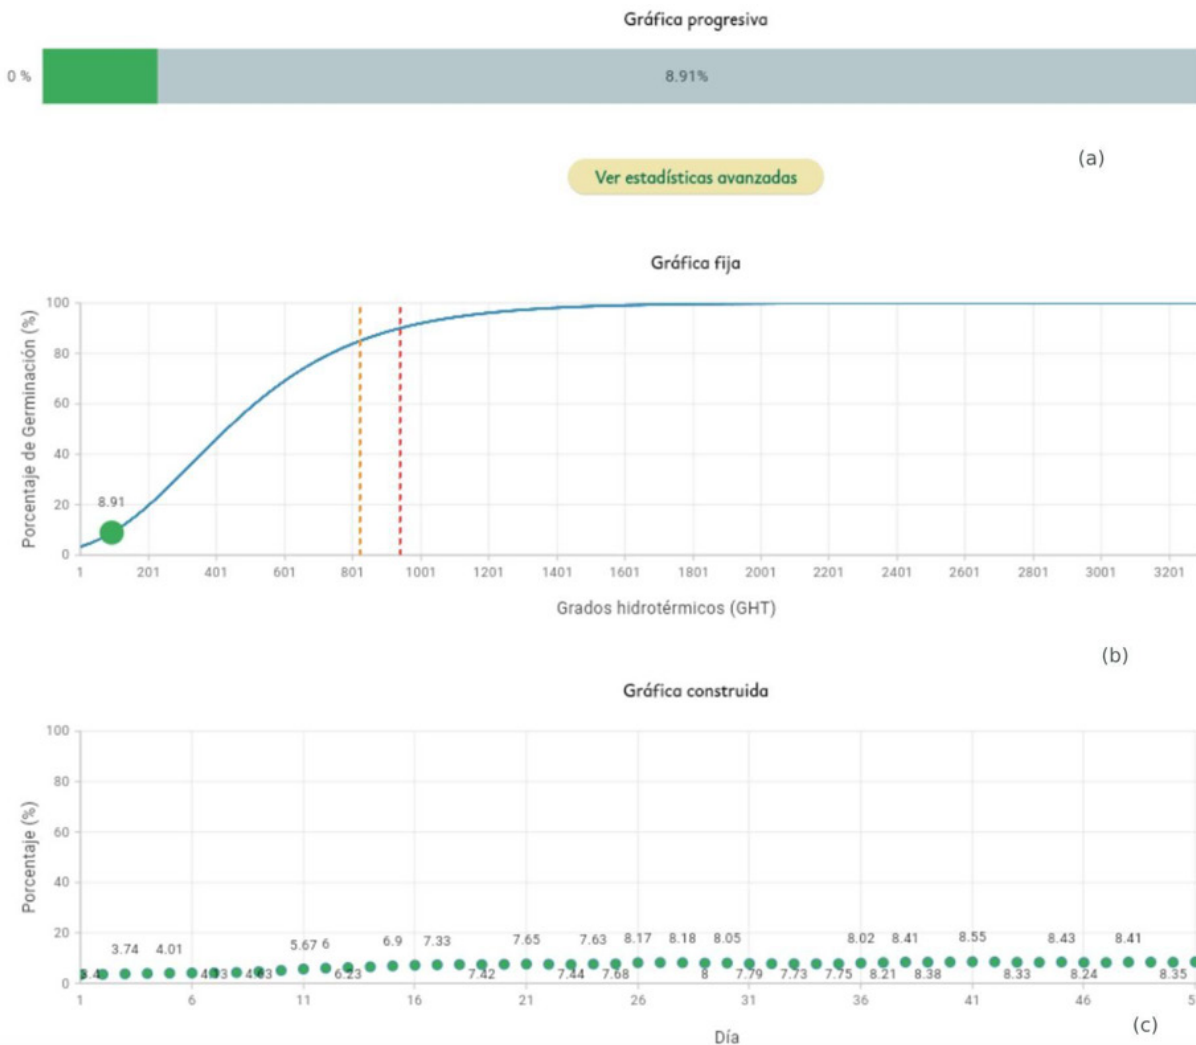 Gráfica progresiva
0 %
8.91%
(a)
Ver estadísticas avanzadas
Gráfica fija
Porcentaje de Germinación (%)
100
80
60
40
20
0
8.91
1 201 401 601 801 1001 1201 1401 1601 1801 2001 2201 2401 2601 2801 3001 3201
Grados hidrotérmicos (GHT)
(b)
Gráfica construida
Porcentaje (%)
100
80
60
40
20
0
3.74 4.01 5.67 6 6.9 7.33 7.65 7.63 8.17 8.18 8.05 8.02 8.41 8.55 8.43 8.41
3.4 4.13 4.63 6.23 7.42 7.44 7.68 8 7.79 7.73 7.75 8.21 8.38 8.33 8.24 8.35
1 6 11 16 21 26 31 36 41 46
Día
(c)